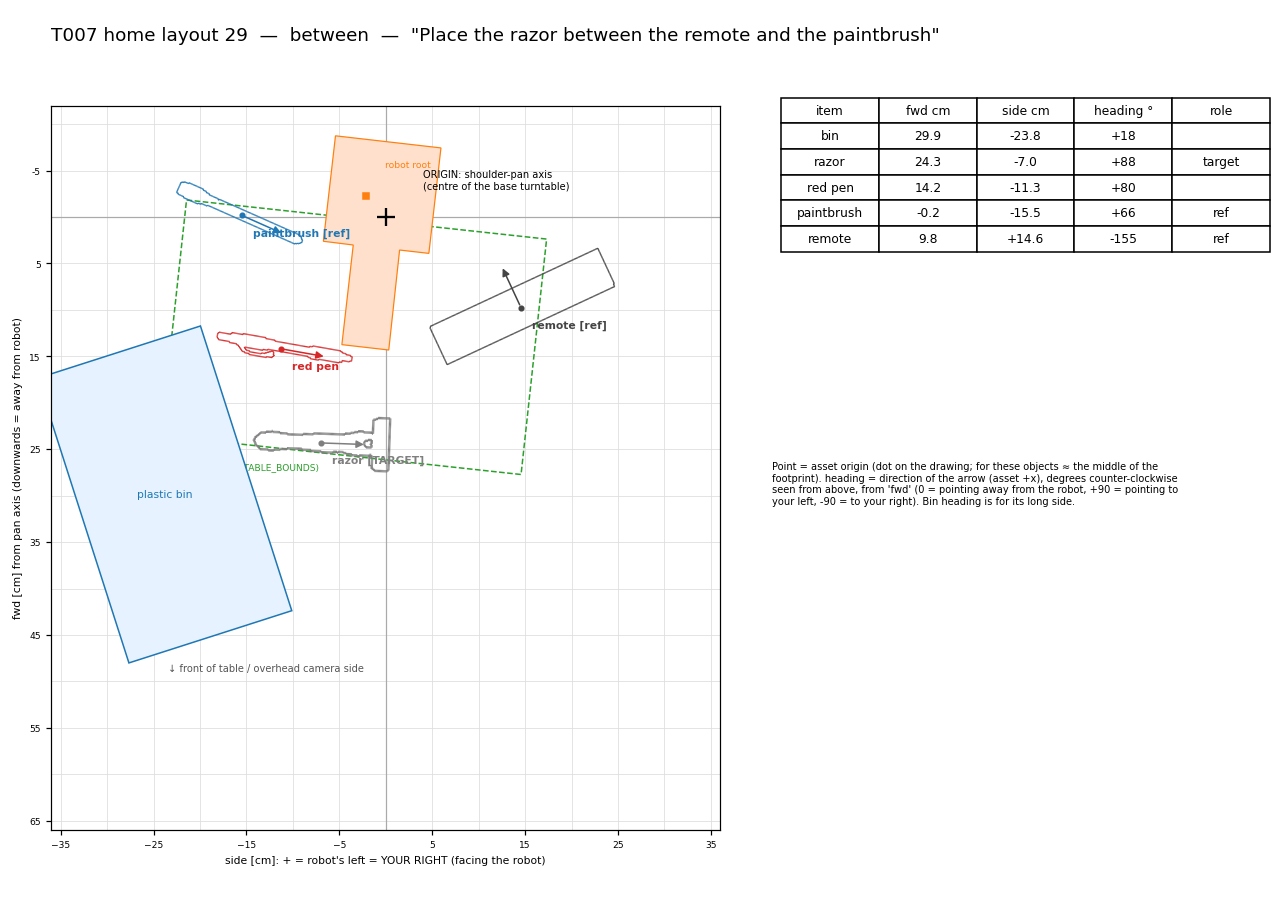 T007 home layout 29 — between — "Place the razor between the remote and the paintbrush"
item fwd cm side cm heading ° role
bin 29.9 -23.8 +18
razor 24.3 -7.0 +88 target
red pen 14.2 -11.3 +80
paintbrush -0.2 -15.5 +66 ref
remote 9.8 +14.6 -155 ref
robot root
ORIGIN: shoulder-pan axis
(centre of the base turntable)
paintbrush [ref]
remote [ref]
red pen
razor [TARGET]
TABLE_BOUNDS)
plastic bin
↓ front of table / overhead camera side
-5
5
15
25
35
45
55
65
fwd [cm] from pan axis (downwards = away from robot)
−35 −25 −15 −5 5 15 25 35
side [cm]: + = robot's left = YOUR RIGHT (facing the robot)
Point = asset origin (dot on the drawing; for these objects ≈ the middle of the
footprint). heading = direction of the arrow (asset +x), degrees counter-clockwise
seen from above, from 'fwd' (0 = pointing away from the robot, +90 = pointing to
your left, -90 = to your right). Bin heading is for its long side.